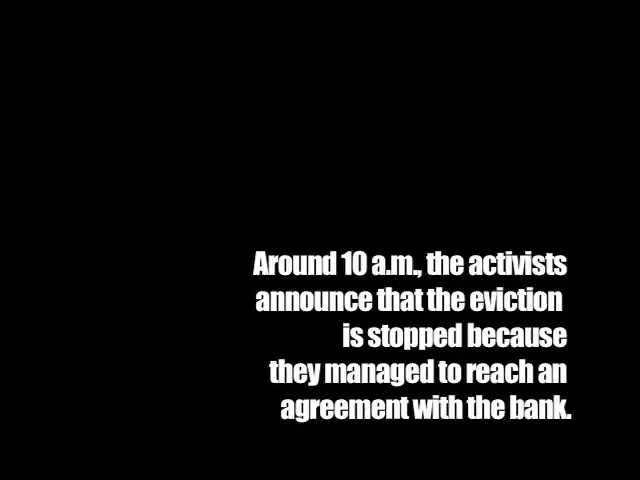 Around 10 a.m., the activists
announce that the eviction
is stopped because
they managed to reach an
agreement with the bank.